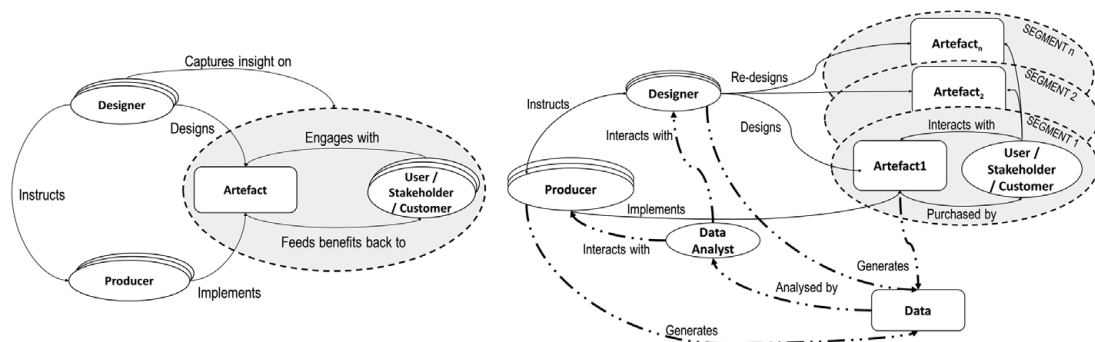 Captures insight on
Designer
Designs
Engages with
Artefact
User /
Stakeholder
/ Customer
Instructs
Feeds benefits back to
Producer
Implements
Artefactₙ
SEGMENT n
Re-designs
Designer
Artefact₂
SEGMENT 2
Instructs
Interacts with
Designs
SEGMENT 1
Interacts with
Artefact1
User /
Stakeholder
/ Customer
Producer
Implements
Purchased by
Data
Analyst
Interacts with
Generates
Analysed by
Data
Generates